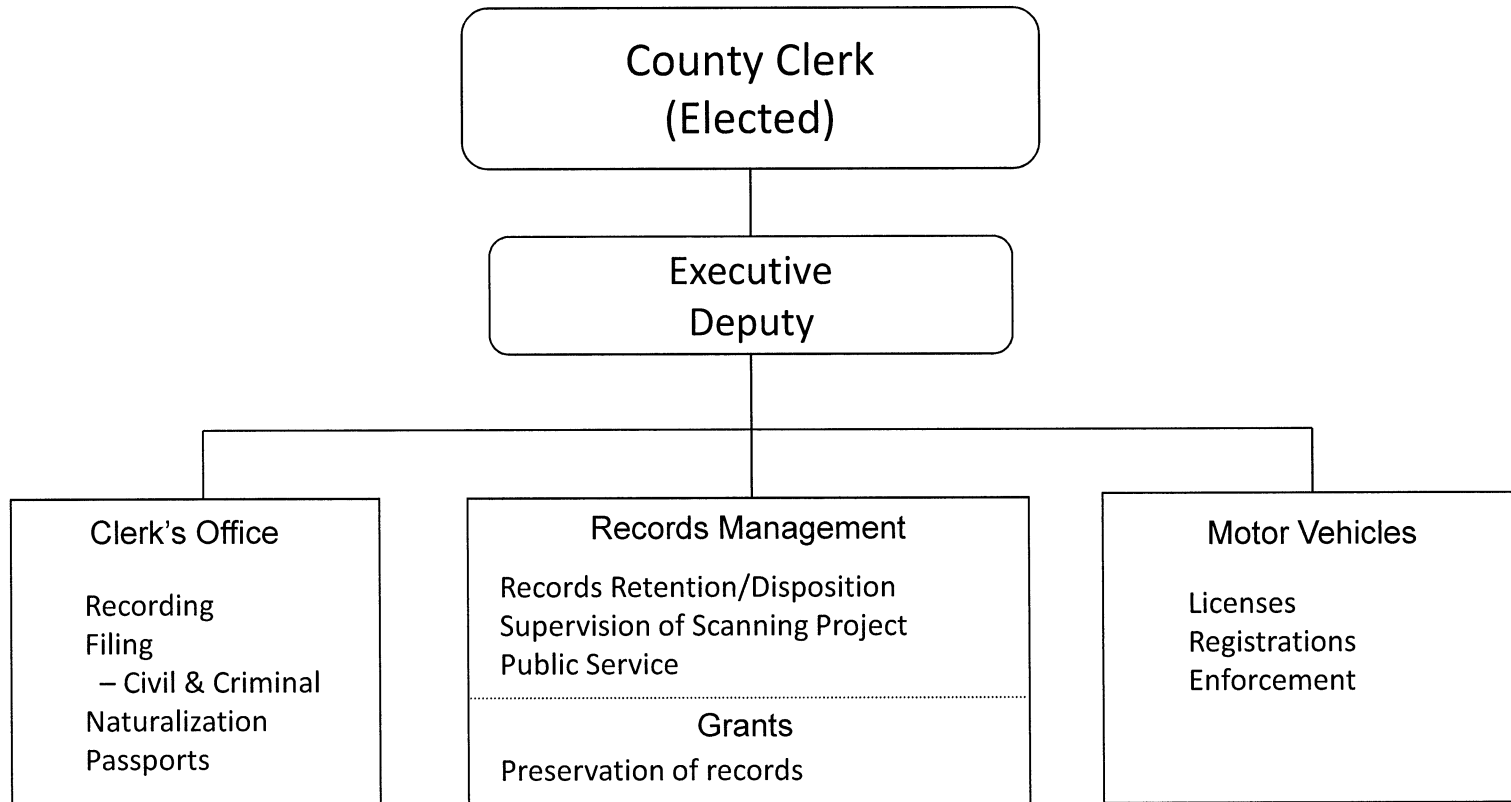 County Clerk
(Elected)
Executive
Deputy
Clerk's Office
Recording
Filing
– Civil & Criminal
Naturalization
Passports
Records Management
Records Retention/Disposition
Supervision of Scanning Project
Public Service
Grants
Preservation of records
Motor Vehicles
Licenses
Registrations
Enforcement